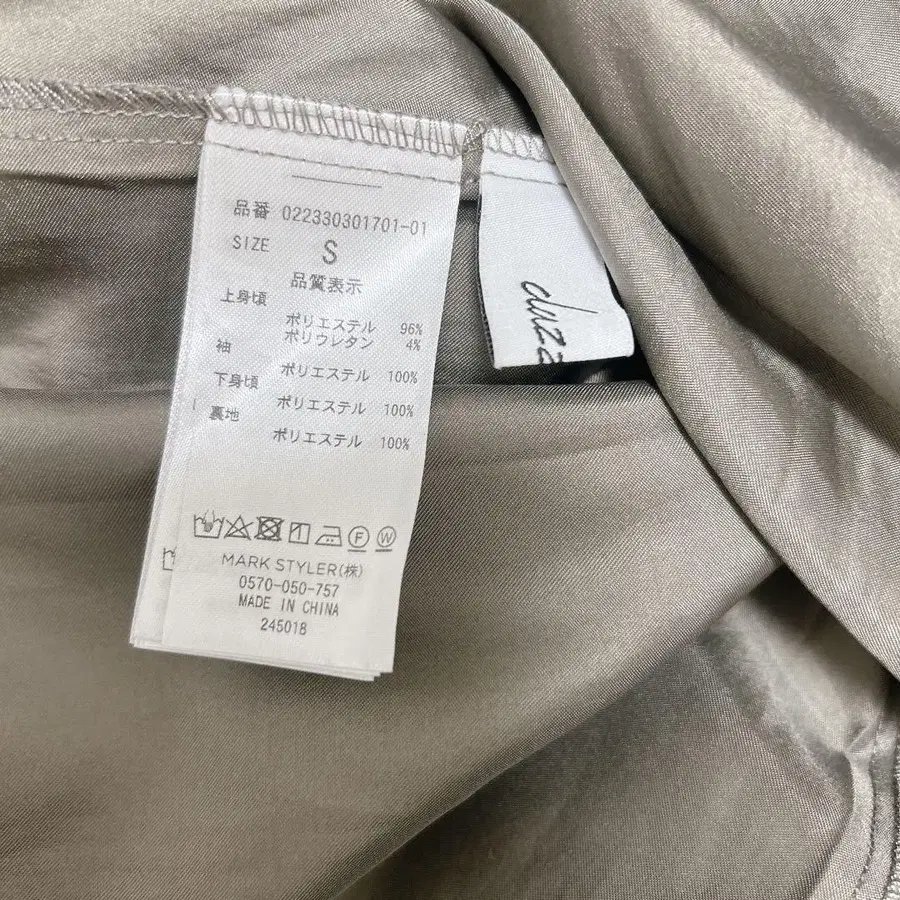 品番 022330301701-01
SIZE S
品質表示
上身頃
ポリエステル 96%
ポリウレタン 4%
袖
ポリエステル 100%
下身頃
ポリエステル 100%
裏地
ポリエステル 100%
F W
MARK STYLER(株)
0570-050-757
MADE IN CHINA
245018
dazz